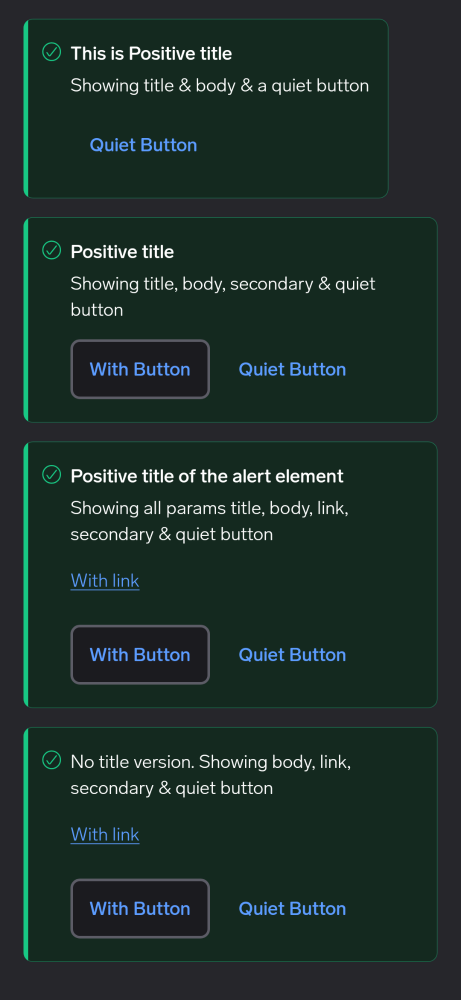 This is Positive title
Showing title & body & a quiet button
Quiet Button
Positive title
Showing title, body, secondary & quiet
button
With Button
Quiet Button
Positive title of the alert element
Showing all params title, body, link,
secondary & quiet button
With link
With Button
Quiet Button
No title version. Showing body, link,
secondary & quiet button
With link
With Button
Quiet Button